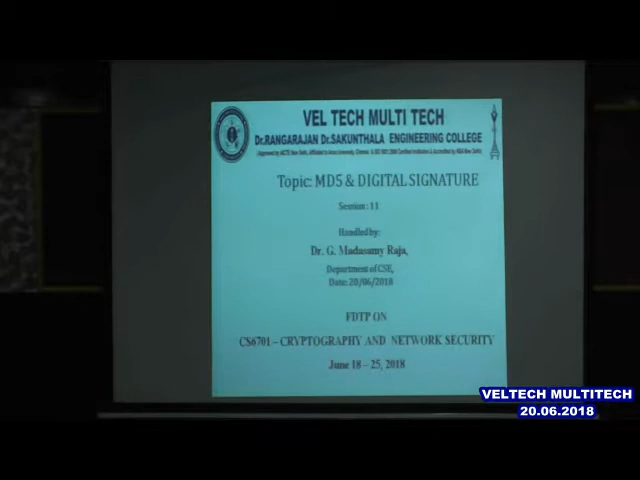 VEL TECH MULTI TECH
Dr.RANGARAJAN Dr.SAKUNTHALA ENGINEERING COLLEGE
Topic: MD5 & DIGITAL SIGNATURE
Session: 11
Handled by:
Dr. G. Madasamy Raja,
Department of CSE,
Date: 20/06/2018
FDTP ON
CS6701 – CRYPTOGRAPHY AND NETWORK SECURITY
June 18 – 25, 2018
VELTECH MULTITECH
20.06.2018